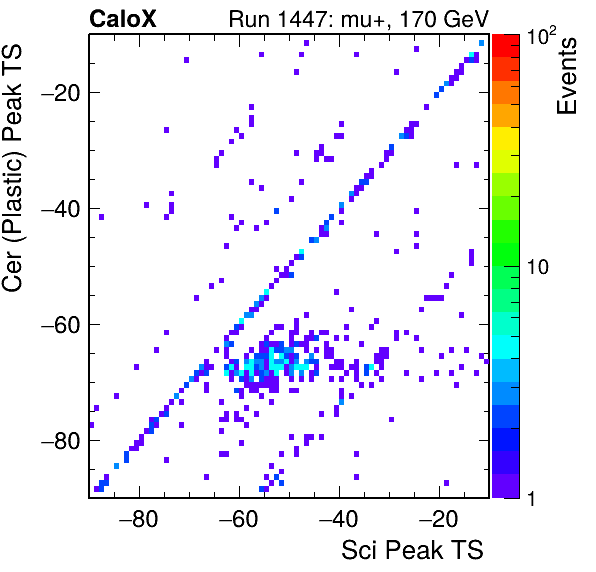 CaloX
Run 1447: mu+, 170 GeV
Cer (Plastic) Peak TS
−20
−40
−60
−80
−80
−60
−40
−20
Sci Peak TS
10²
10
1
Events